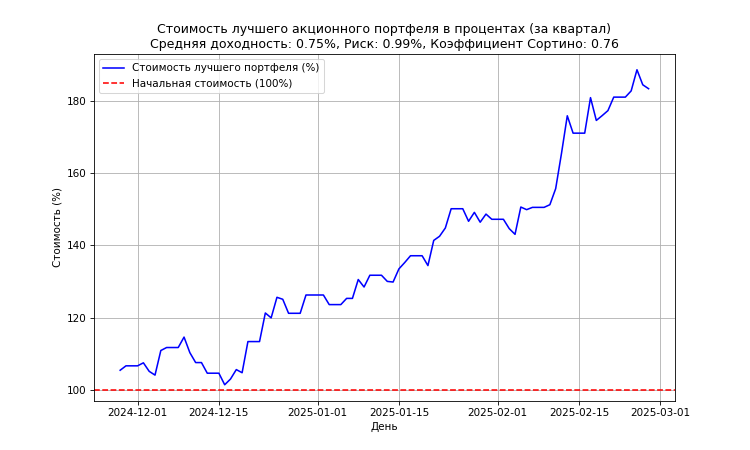 Стоимость лучшего акционного портфеля в процентах (за квартал)
Средняя доходность: 0.75%, Риск: 0.99%, Коэффициент Сортино: 0.76
Стоимость лучшего портфеля (%)
Начальная стоимость (100%)
Стоимость (%)
180
160
140
120
100
2024-12-01 2024-12-15 2025-01-01 2025-01-15 2025-02-01 2025-02-15 2025-03-01
День